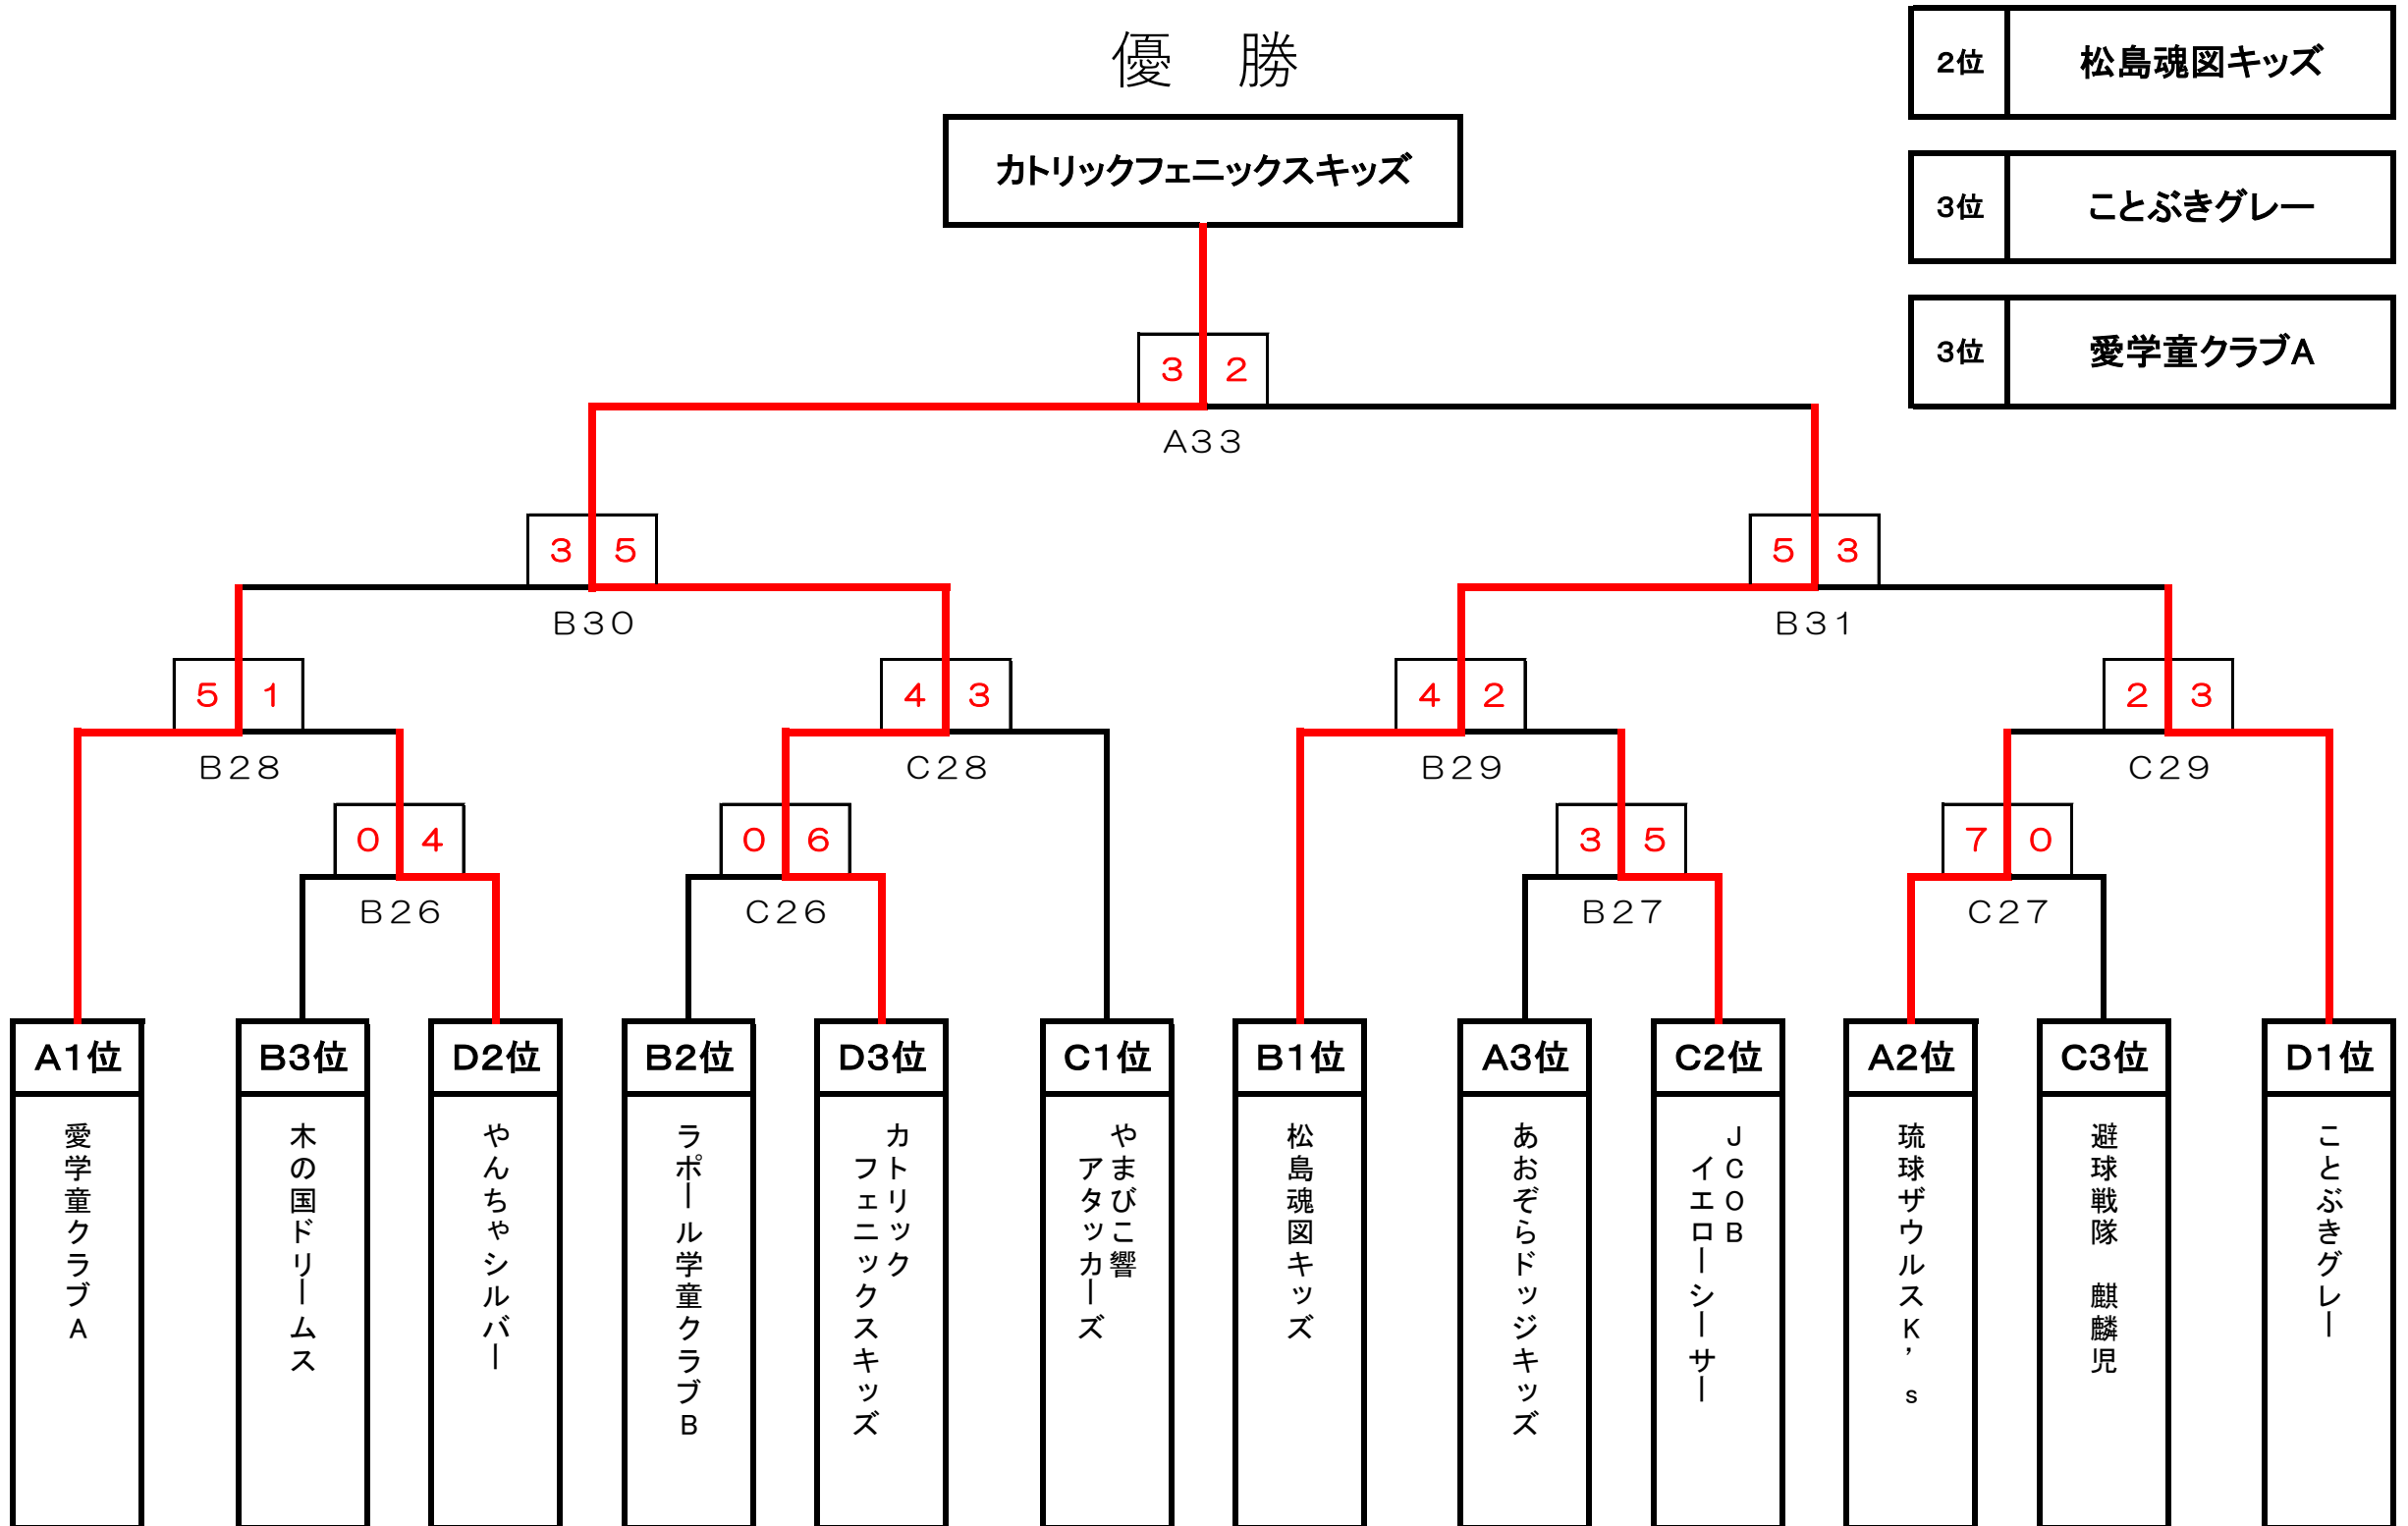 優　勝
カトリックフェニックスキッズ
2位 松島魂図キッズ
3位 ことぶきグレー
3位 愛学童クラブA
3 2
A33
3 5
B30
5 3
B31
5 1
B28
4 3
C28
4 2
B29
2 3
C29
0 4
B26
0 6
C26
3 5
B27
7 0
C27
A1位
愛学童クラブA
B3位
木の国ドリームス
D2位
やんちゃシルバー
B2位
ラポール学童クラブB
D3位
カトリック
フェニックスキッズ
C1位
やまびこ響
アタッカーズ
B1位
松島魂図キッズ
A3位
あおぞらドッジキッズ
C2位
JCOB
イエローシーサー
A2位
琉球ザウルスK’s
C3位
避球戦隊　麒麟児
D1位
ことぶきグレー